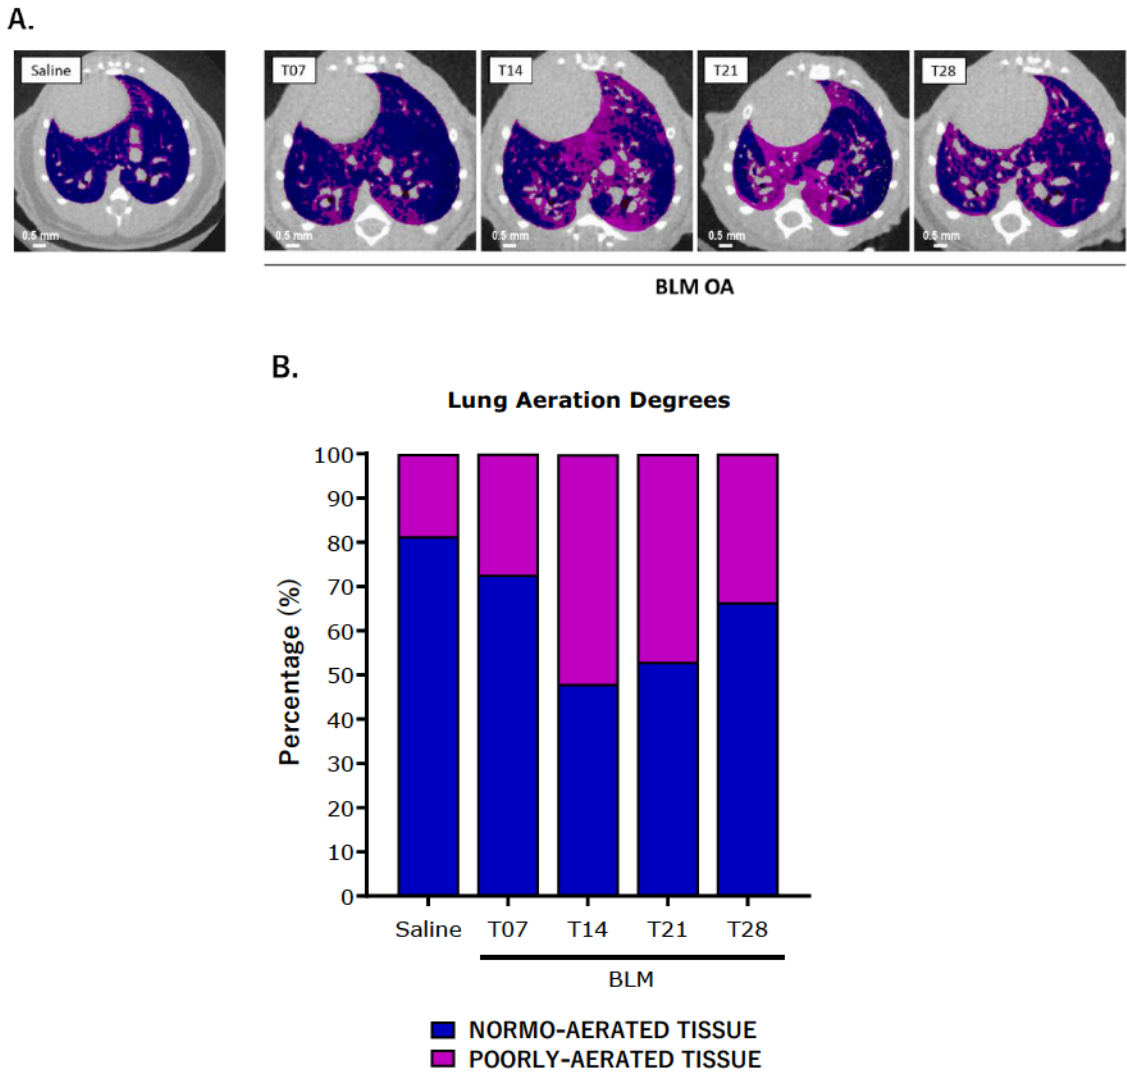 A.
Saline
T07
T14
T21
T28
0.5 mm
0.5 mm
0.5 mm
0.5 mm
0.5 mm
BLM OA
B.
Lung Aeration Degrees
Percentage (%)
100
90
80
70
60
50
40
30
20
10
0
Saline
T07
T14
T21
T28
BLM
NORMO-AERATED TISSUE
POORLY-AERATED TISSUE